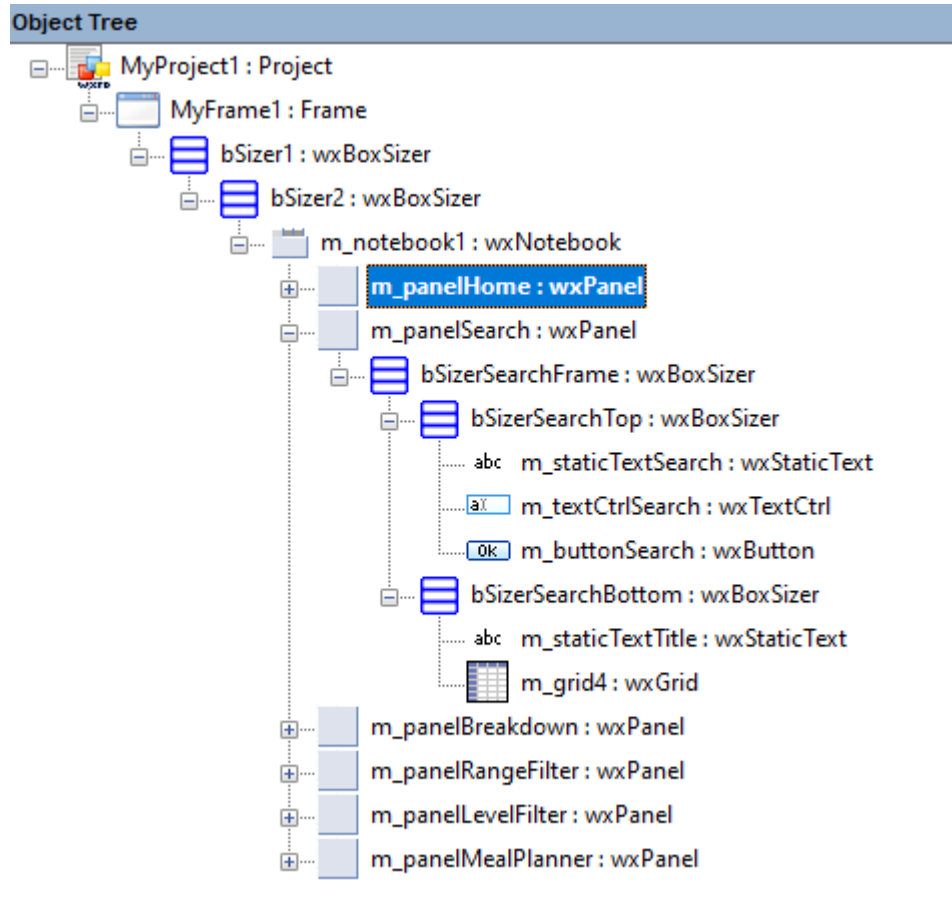 Object Tree
MyProject1 : Project
MyFrame1 : Frame
bSizer1 : wxBoxSizer
bSizer2 : wxBoxSizer
m_notebook1 : wxNotebook
m_panelHome : wxPanel
m_panelSearch : wxPanel
bSizerSearchFrame : wxBoxSizer
bSizerSearchTop : wxBoxSizer
abc m_staticTextSearch : wxStaticText
a m_textCtrlSearch : wxTextCtrl
Ok m_buttonSearch : wxButton
bSizerSearchBottom : wxBoxSizer
abc m_staticTextTitle : wxStaticText
m_grid4 : wxGrid
m_panelBreakdown : wxPanel
m_panelRangeFilter : wxPanel
m_panelLevelFilter : wxPanel
m_panelMealPlanner : wxPanel